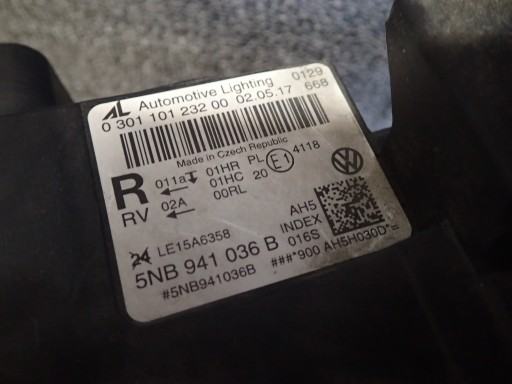 AL Automotive Lighting 0129
0 301 101 232 00 02.05.17 668
Made in Czech Republic
R 011a 01HR PL E1 4118
01HC 20
RV 02A 00RL
LE15A6358 AH5
5NB 941 036 B INDEX 016S
#5NB941036B ###*900 AH5H030D*=